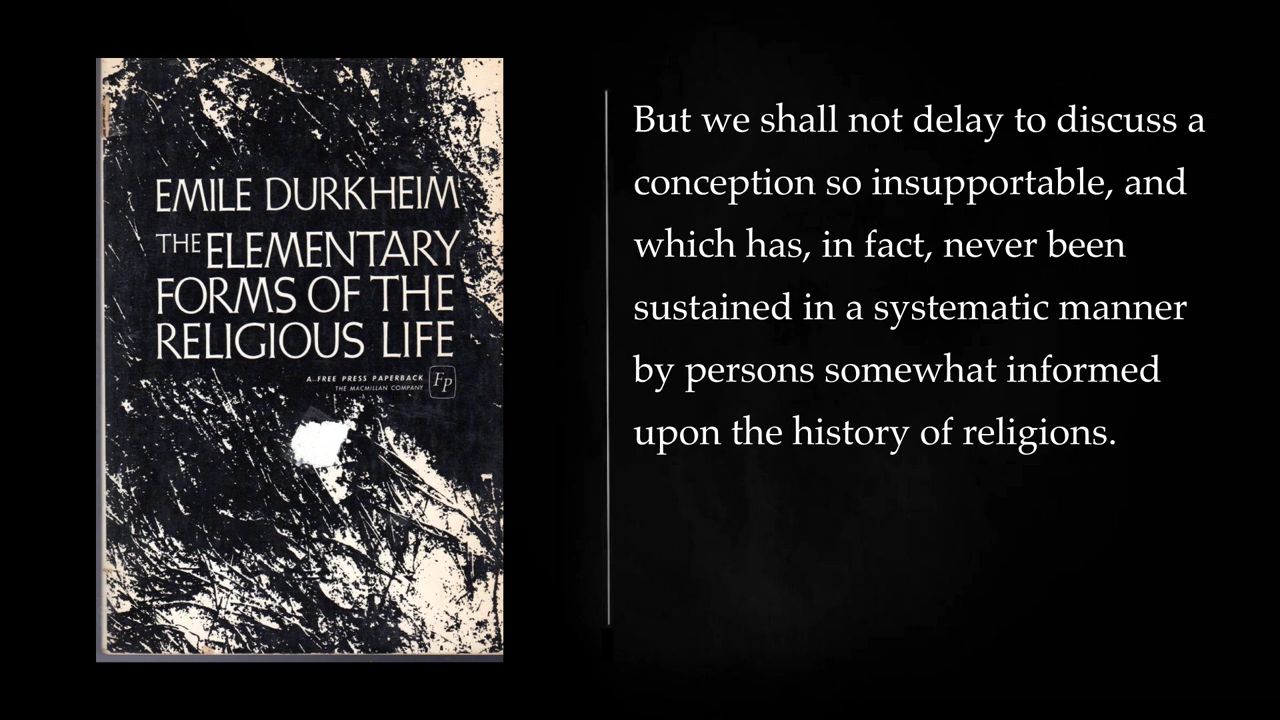 EMILE DURKHEIM
THE ELEMENTARY
FORMS OF THE
RELIGIOUS LIFE
A FREE PRESS PAPERBACK
THE MACMILLAN COMPANY
Fp
But we shall not delay to discuss a
conception so insupportable, and
which has, in fact, never been
sustained in a systematic manner
by persons somewhat informed
upon the history of religions.